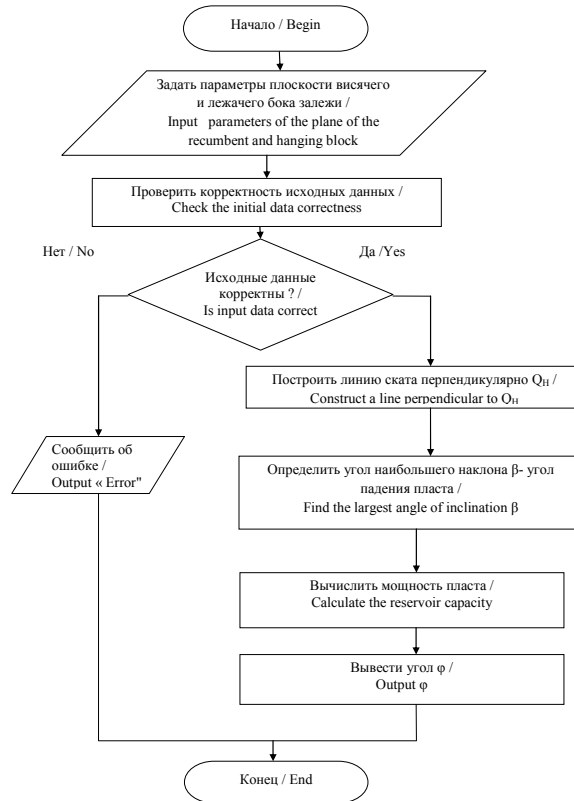 Начало / Begin
Задать параметры плоскости висячего
и лежачего бока залежи /
Input parameters of the plane of the
recumbent and hanging block
Проверить корректность исходных данных /
Check the initial data correctness
Нет / No
Да /Yes
Исходные данные
корректны ? /
Is input data correct
Построить линию ската перпендикулярно QH /
Construct a line perpendicular to QH
Сообщить об
ошибке /
Output « Error"
Определить угол наибольшего наклона β- угол
падения пласта /
Find the largest angle of inclination β
Вычислить мощность пласта /
Calculate the reservoir capacity
Вывести угол φ /
Output φ
Конец / End